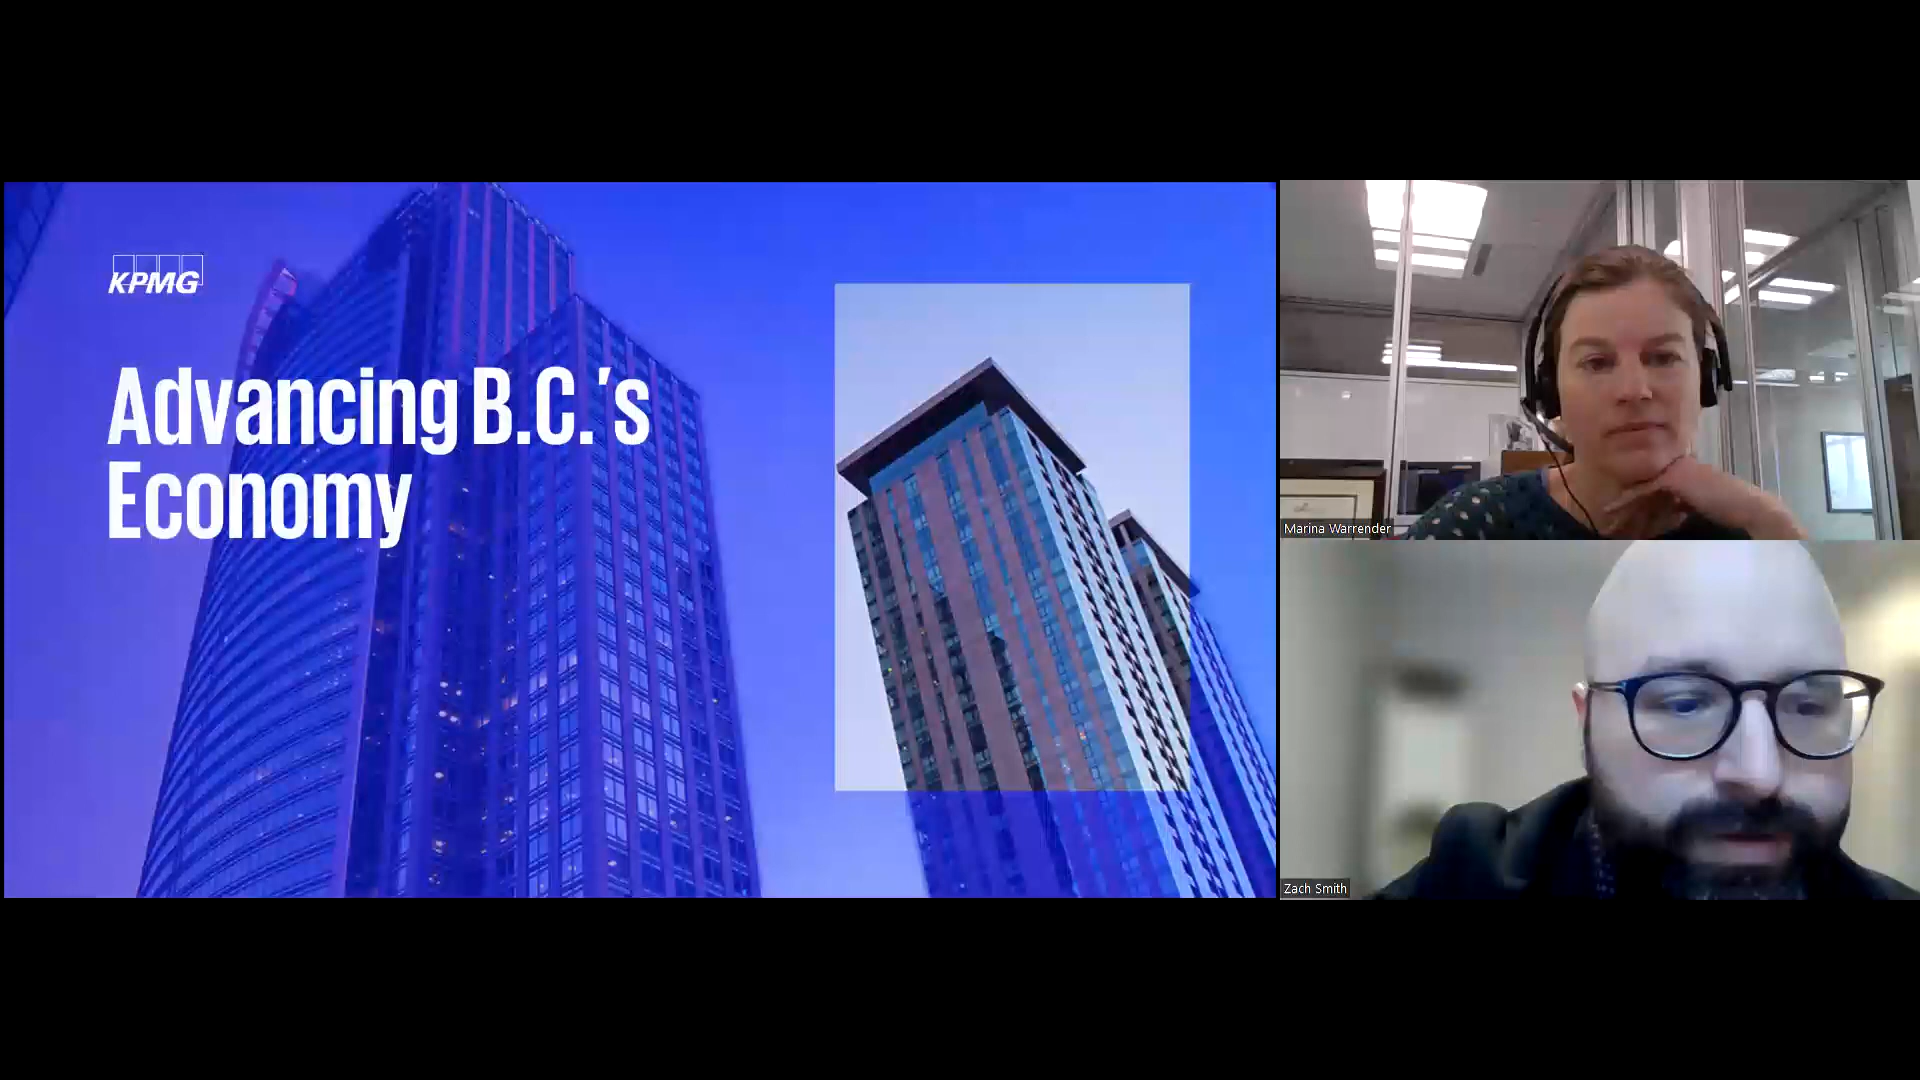 KPMG
Advancing B.C.'s
Economy
Marina Warrender
Zach Smith